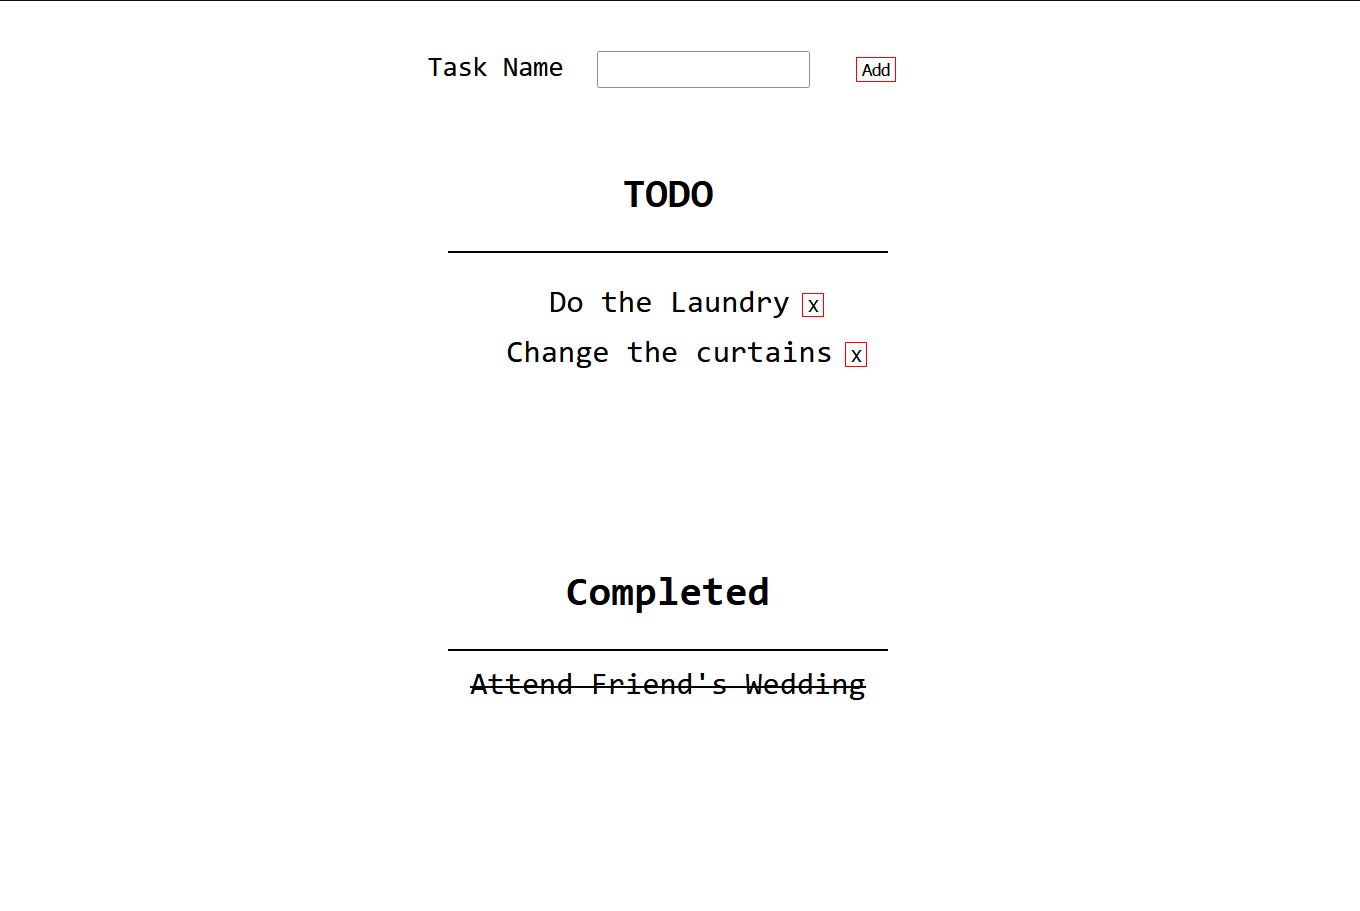 Task Name Add
TODO
Do the Laundry x
Change the curtains x
Completed
Attend Friend's Wedding